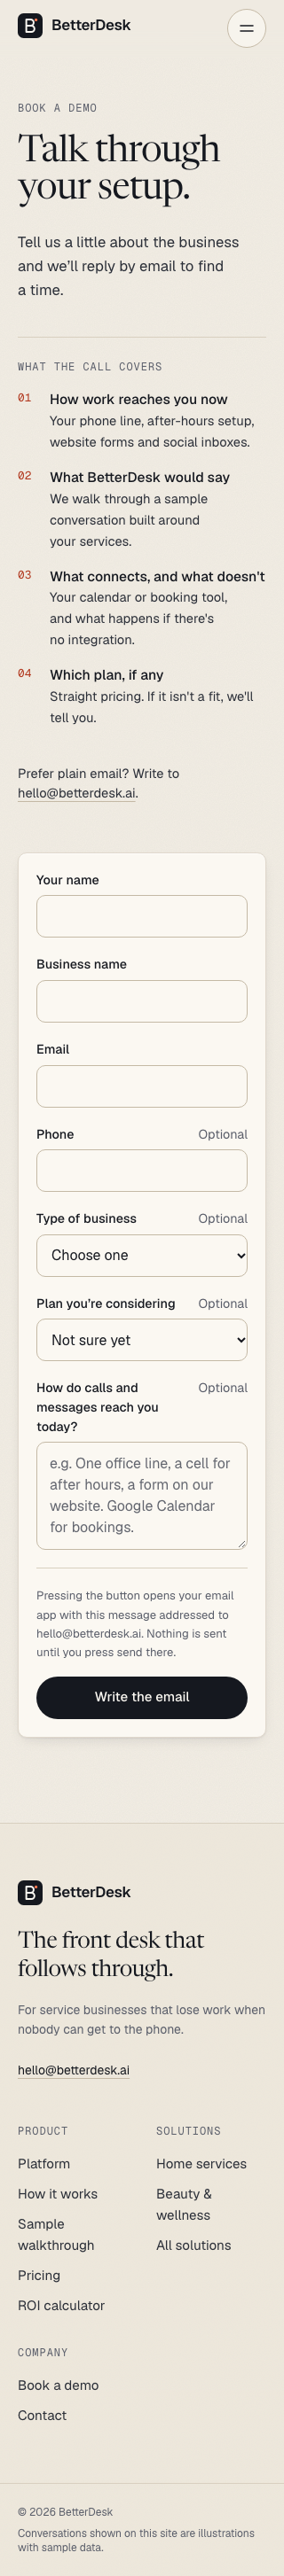 B BetterDesk
BOOK A DEMO
Talk through
your setup.
Tell us a little about the business
and we’ll reply by email to find
a time.
WHAT THE CALL COVERS
01 How work reaches you now
Your phone line, after-hours setup,
website forms and social inboxes.
02 What BetterDesk would say
We walk through a sample
conversation built around
your services.
03 What connects, and what doesn't
Your calendar or booking tool,
and what happens if there's
no integration.
04 Which plan, if any
Straight pricing. If it isn't a fit, we'll
tell you.
Prefer plain email? Write to
hello@betterdesk.ai.
Your name
Business name
Email
Phone Optional
Type of business Optional
Choose one
Plan you’re considering Optional
Not sure yet
How do calls and Optional
messages reach you
today?
e.g. One office line, a cell for
after hours, a form on our
website. Google Calendar
for bookings.
Pressing the button opens your email
app with this message addressed to
hello@betterdesk.ai. Nothing is sent
until you press send there.
Write the email
B BetterDesk
The front desk that
follows through.
For service businesses that lose work when
nobody can get to the phone.
hello@betterdesk.ai
PRODUCT
Platform
How it works
Sample
walkthrough
Pricing
ROI calculator
SOLUTIONS
Home services
Beauty &
wellness
All solutions
COMPANY
Book a demo
Contact
© 2026 BetterDesk
Conversations shown on this site are illustrations
with sample data.